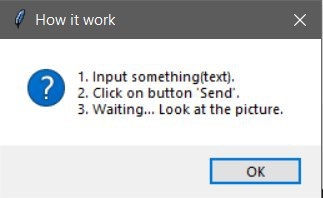 How it work
1. Input something(text).
2. Click on button 'Send'.
3. Waiting... Look at the picture.
OK